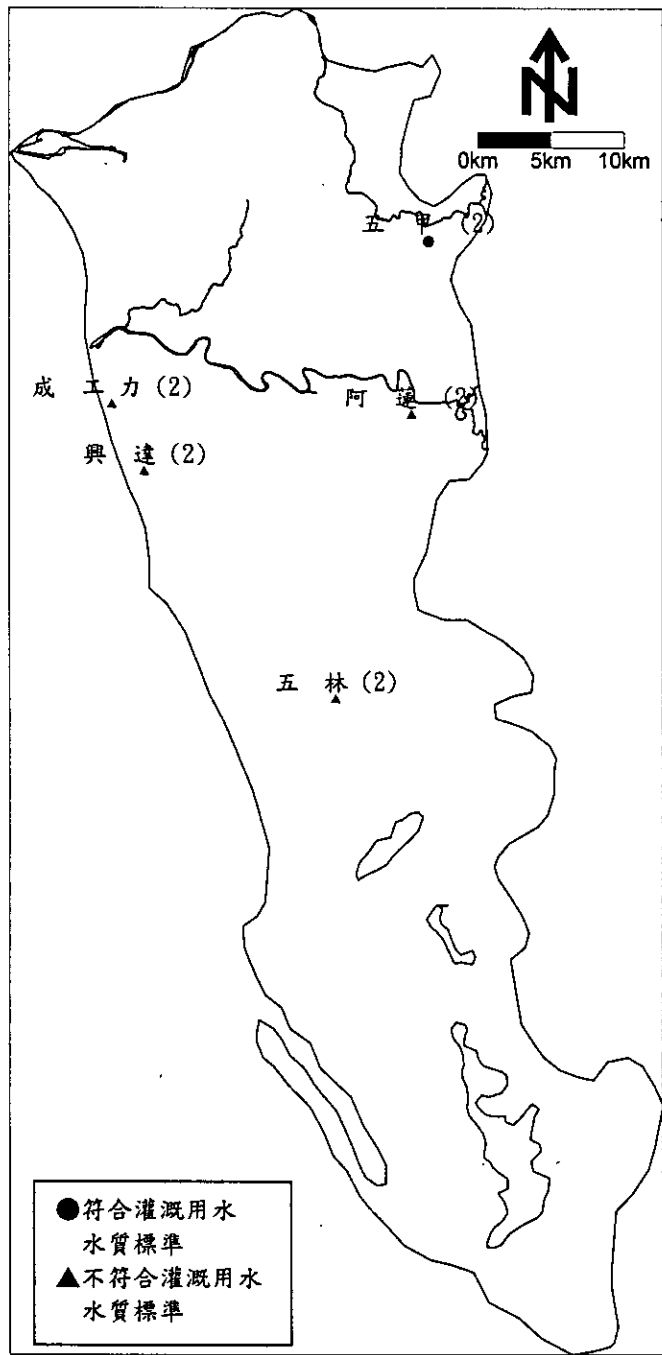 N
0km 5km 10km
五 甲 (2)
成 功 (2)
阿 蓮 (2)
興 達 (2)
五 林 (2)
●符合灌溉用水
水質標準
▲不符合灌溉用水
水質標準